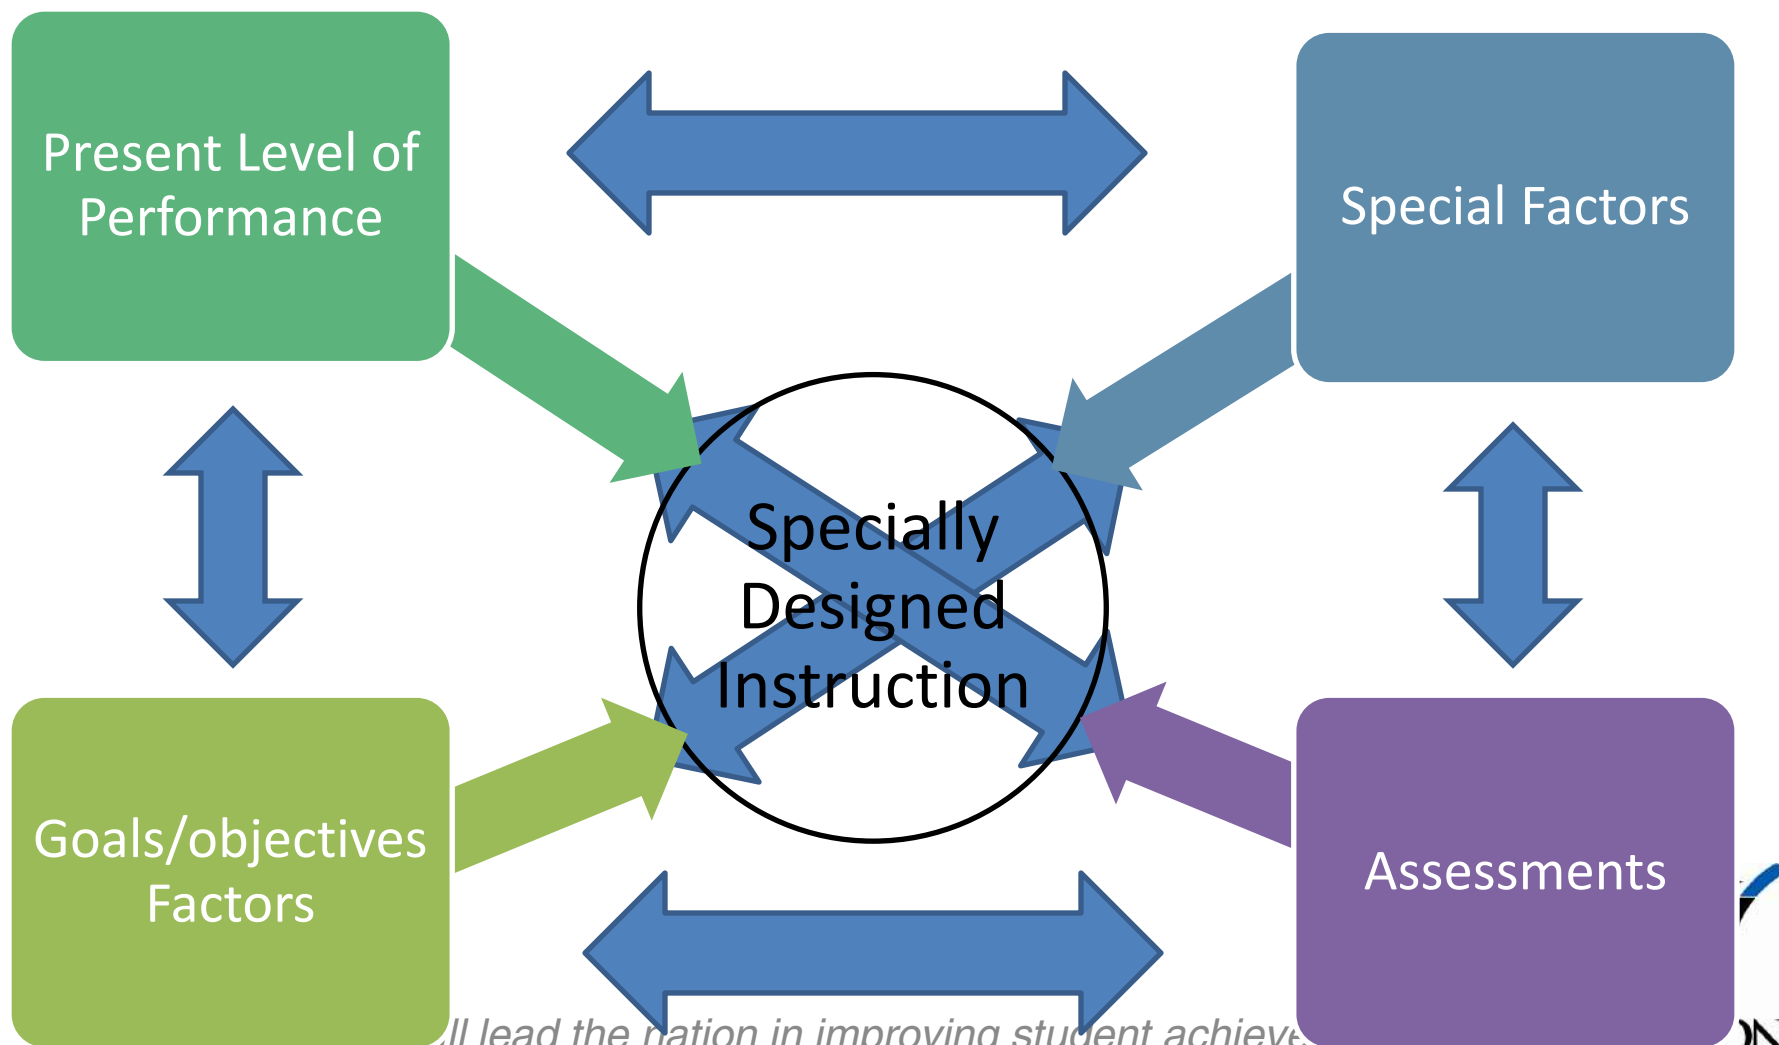 Present Level of
Performance
Special Factors
Specially
Designed
Instruction
Goals/objectives
Factors
Assessments
lead the nation in improving student